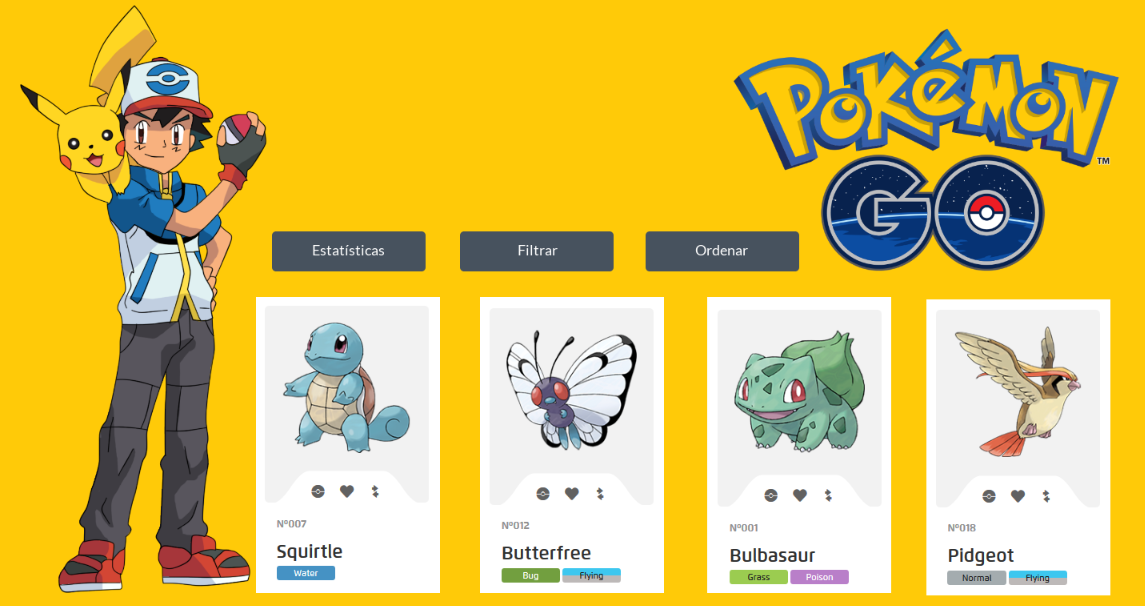 POKÉMON
TM
GO
Estatísticas
Filtrar
Ordenar
Nº007
Squirtle
Water
Nº012
Butterfree
Bug
Flying
Nº001
Bulbasaur
Grass
Poison
Nº018
Pidgeot
Normal
Flying